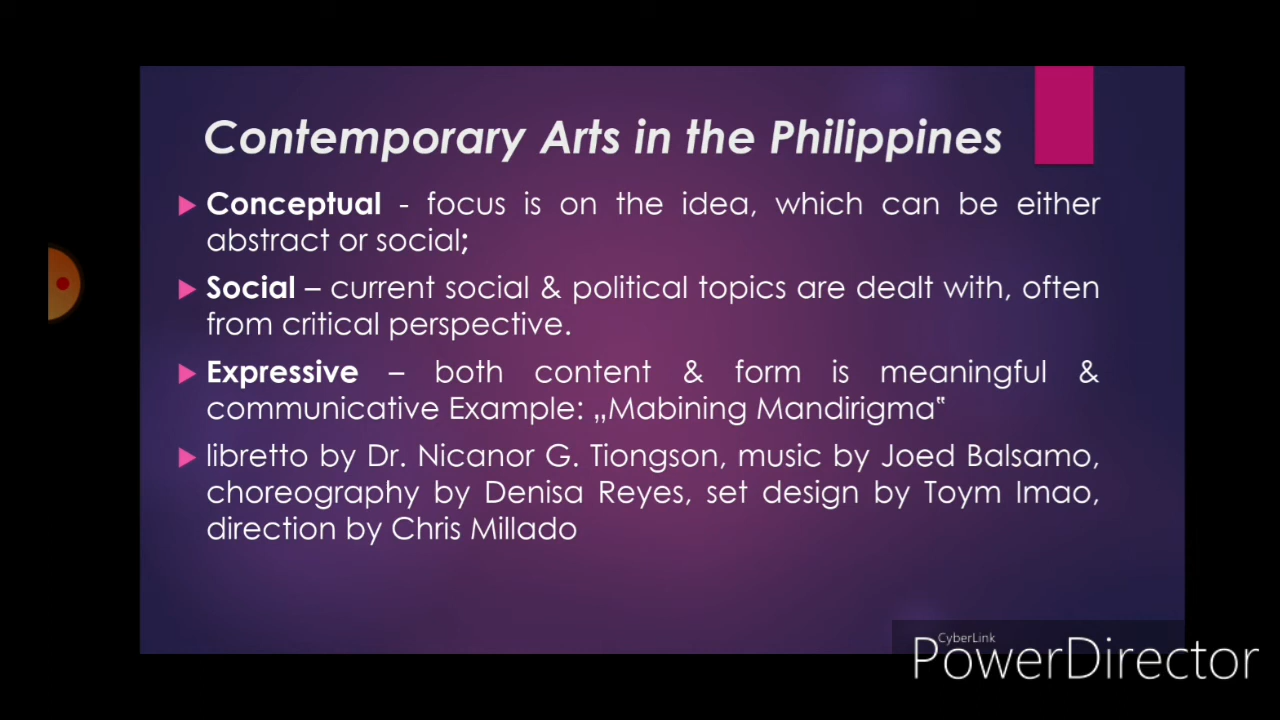 Contemporary Arts in the Philippines
Conceptual - focus is on the idea, which can be either
abstract or social;
Social – current social & political topics are dealt with, often
from critical perspective.
Expressive – both content & form is meaningful &
communicative Example: „Mabining Mandirigma‟
libretto by Dr. Nicanor G. Tiongson, music by Joed Balsamo,
choreography by Denisa Reyes, set design by Toym Imao,
direction by Chris Millado
CyberLink
PowerDirector